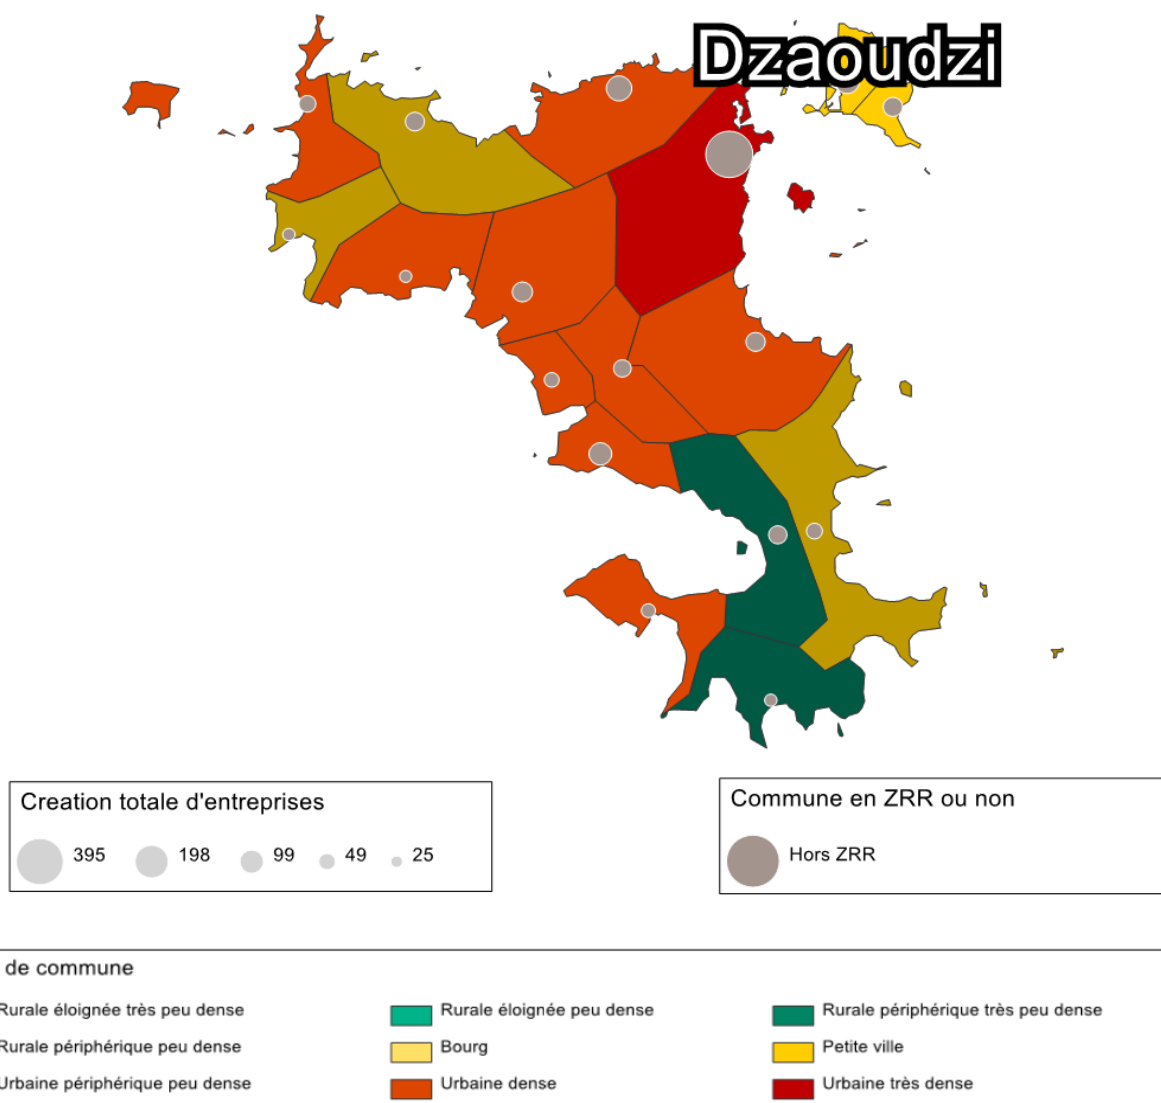 Dzaoudzi
Creation totale d'entreprises
395 198 99 49 25
Commune en ZRR ou non
Hors ZRR
de commune
Rurale éloignée très peu dense Rurale éloignée peu dense Rurale périphérique très peu dense
Rurale périphérique peu dense Bourg Petite ville
Urbaine périphérique peu dense Urbaine dense Urbaine très dense